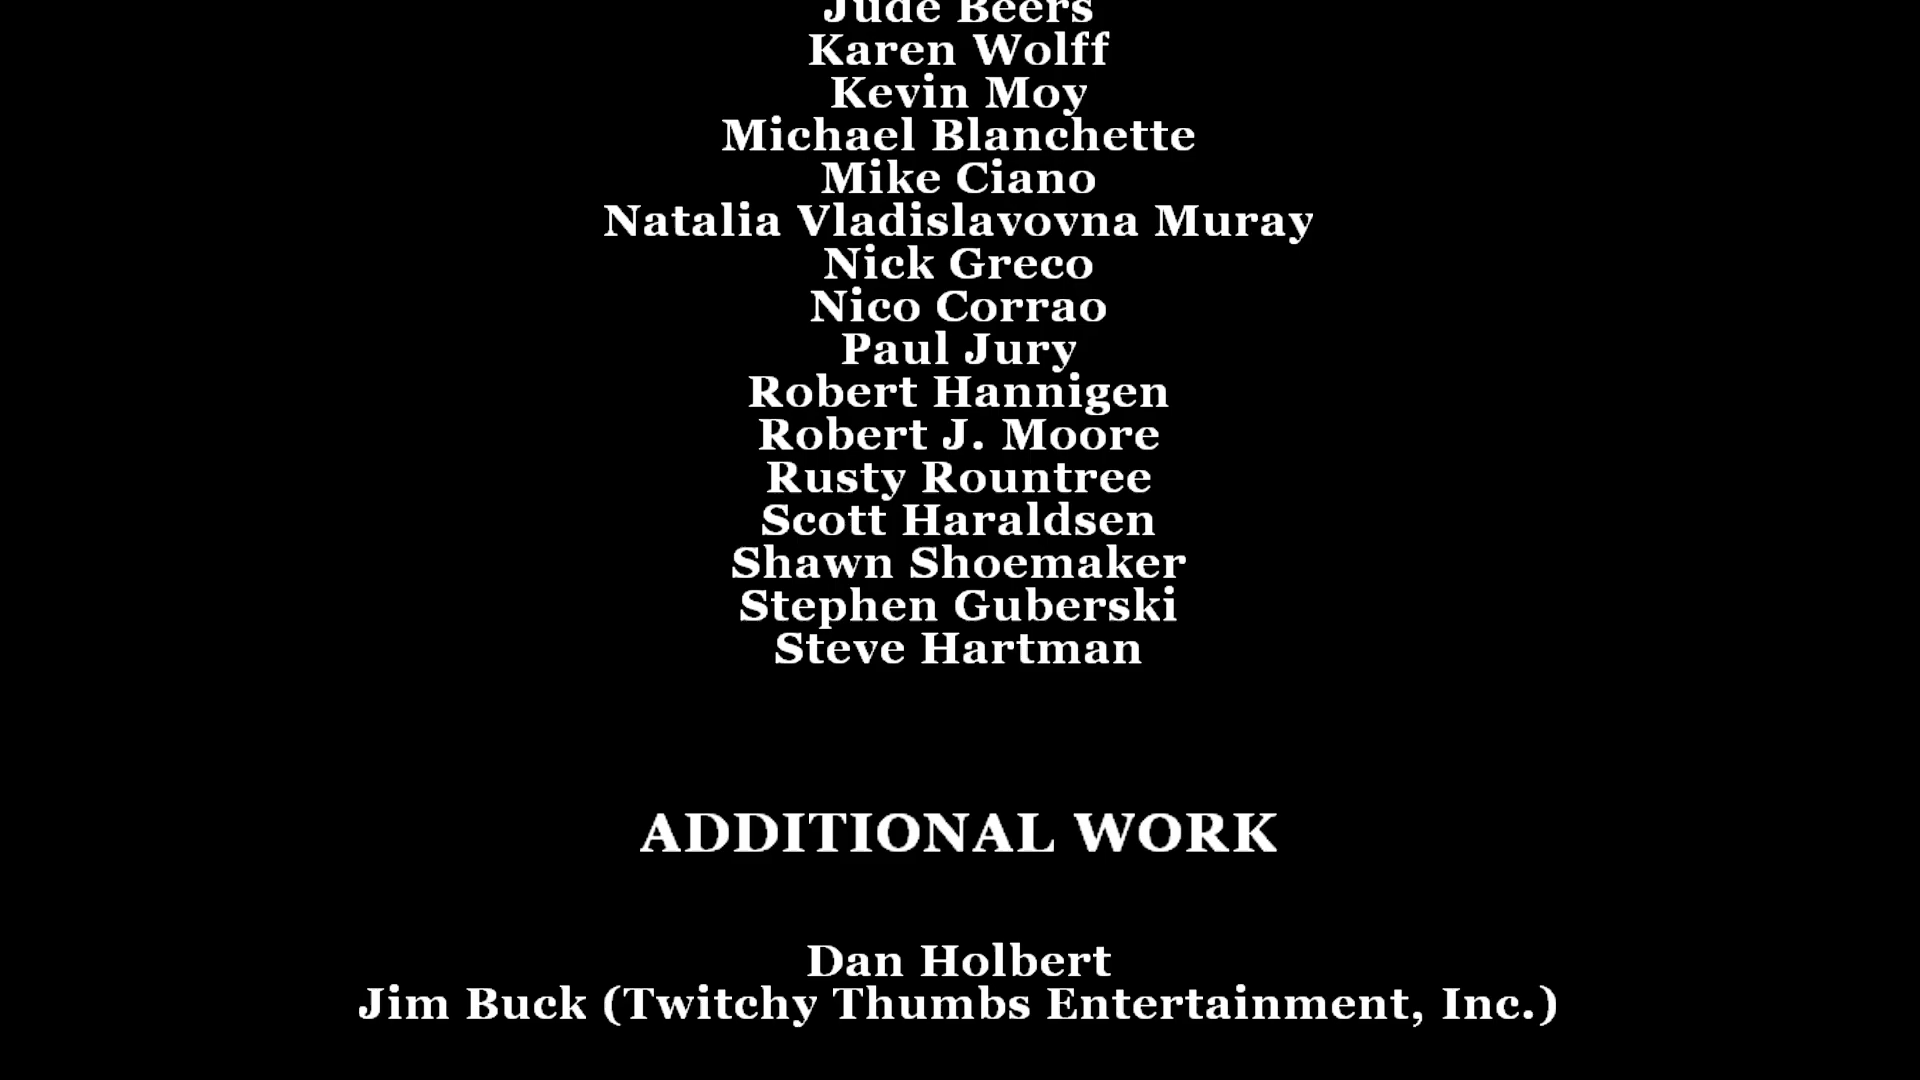 Jude Beers
Karen Wolff
Kevin Moy
Michael Blanchette
Mike Ciano
Natalia Vladislavovna Muray
Nick Greco
Nico Corrao
Paul Jury
Robert Hannigen
Robert J. Moore
Rusty Rountree
Scott Haraldsen
Shawn Shoemaker
Stephen Guberski
Steve Hartman
ADDITIONAL WORK
Dan Holbert
Jim Buck (Twitchy Thumbs Entertainment, Inc.)